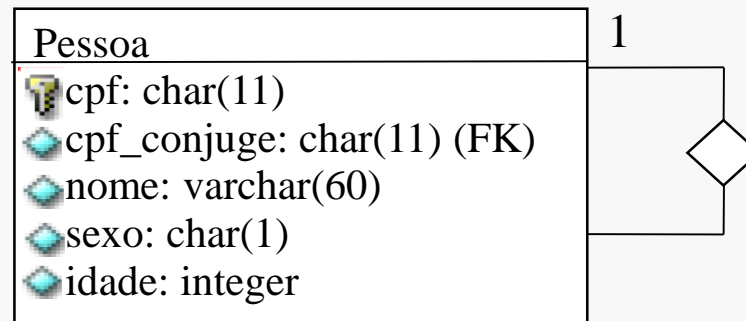 Pessoa
1
cpf: char(11)
cpf_conjuge: char(11) (FK)
nome: varchar(60)
sexo: char(1)
idade: integer